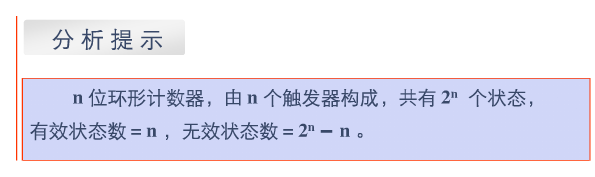 分析提示
n 位环形计数器，由 n 个触发器构成，共有 2ⁿ 个状态，
有效状态数 = n ，无效状态数 = 2ⁿ − n 。